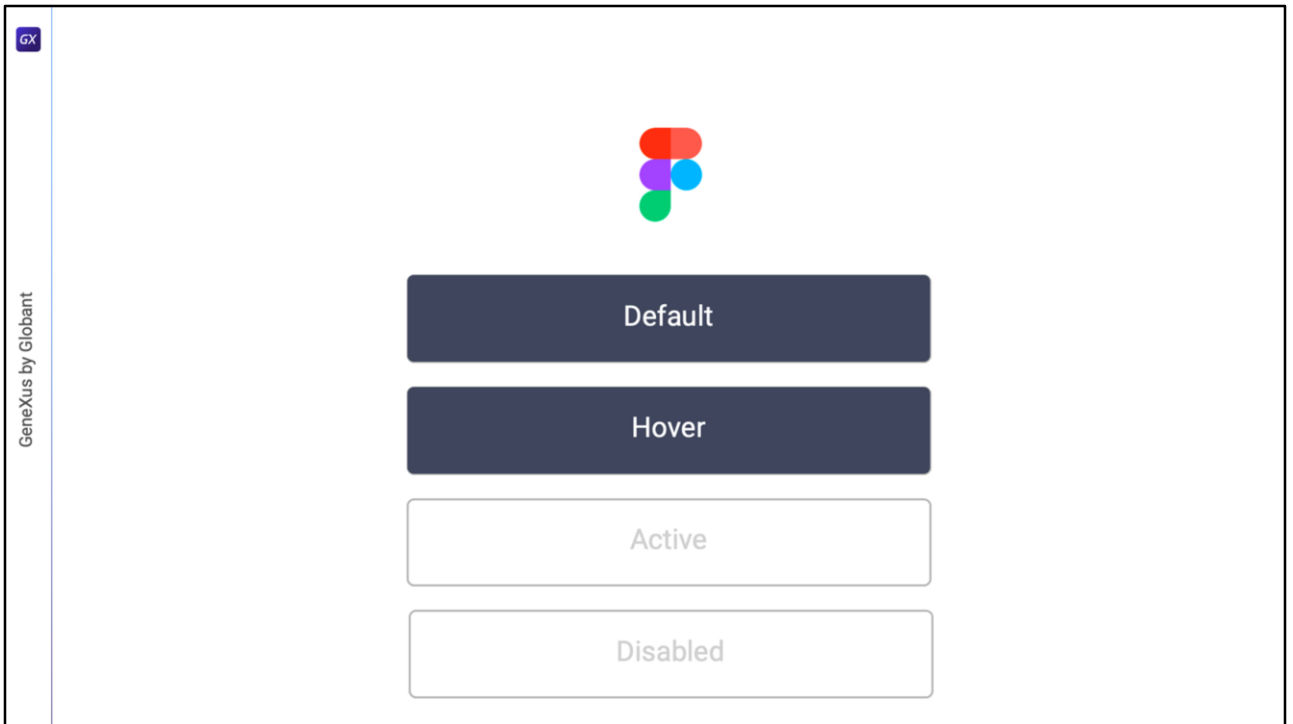 GX
GeneXus by Globant
Default
Hover
Active
Disabled